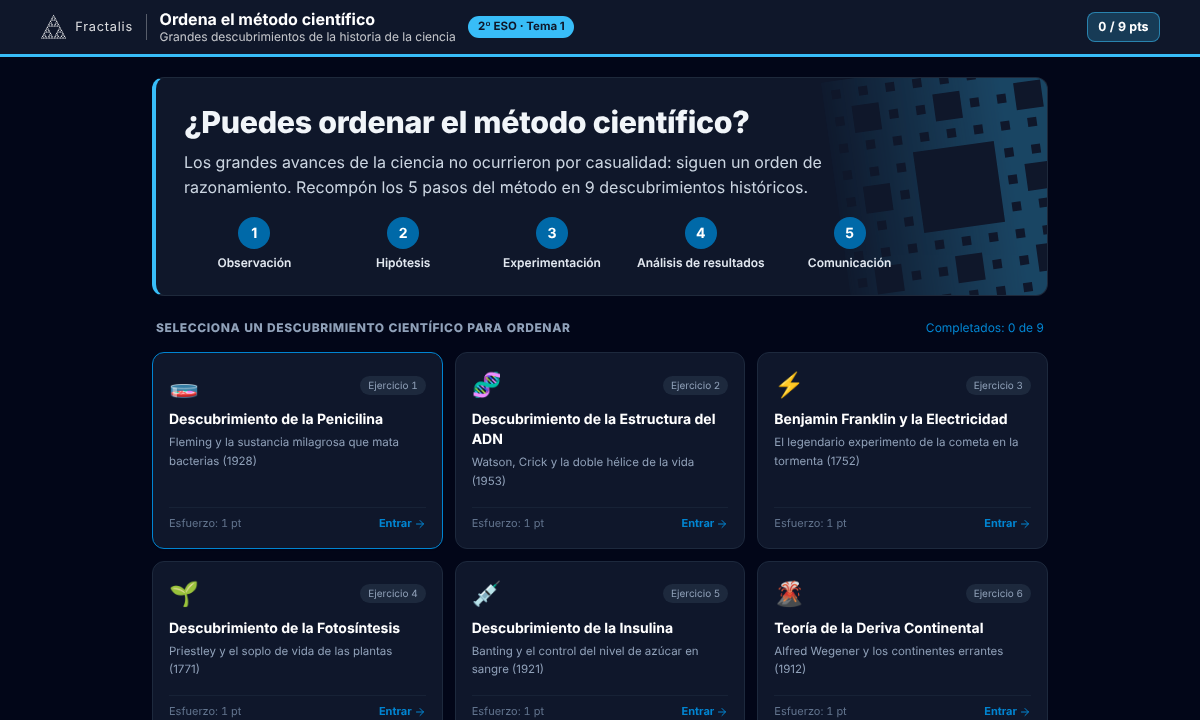 Fractalis
Ordena el método científico
Grandes descubrimientos de la historia de la ciencia
2º ESO · Tema 1
0 / 9 pts
¿Puedes ordenar el método científico?
Los grandes avances de la ciencia no ocurrieron por casualidad: siguen un orden de
razonamiento. Recompón los 5 pasos del método en 9 descubrimientos históricos.
1 2 3 4 5
Observación Hipótesis Experimentación Análisis de resultados Comunicación
SELECCIONA UN DESCUBRIMIENTO CIENTÍFICO PARA ORDENAR
Completados: 0 de 9
Ejercicio 1
Descubrimiento de la Penicilina
Fleming y la sustancia milagrosa que mata
bacterias (1928)
Esfuerzo: 1 pt
Entrar →
Ejercicio 2
Descubrimiento de la Estructura del
ADN
Watson, Crick y la doble hélice de la vida
(1953)
Esfuerzo: 1 pt
Entrar →
Ejercicio 3
Benjamin Franklin y la Electricidad
El legendario experimento de la cometa en la
tormenta (1752)
Esfuerzo: 1 pt
Entrar →
Ejercicio 4
Descubrimiento de la Fotosíntesis
Priestley y el soplo de vida de las plantas
(1771)
Esfuerzo: 1 pt
Entrar →
Ejercicio 5
Descubrimiento de la Insulina
Banting y el control del nivel de azúcar en
sangre (1921)
Esfuerzo: 1 pt
Entrar →
Ejercicio 6
Teoría de la Deriva Continental
Alfred Wegener y los continentes errantes
(1912)
Esfuerzo: 1 pt
Entrar →